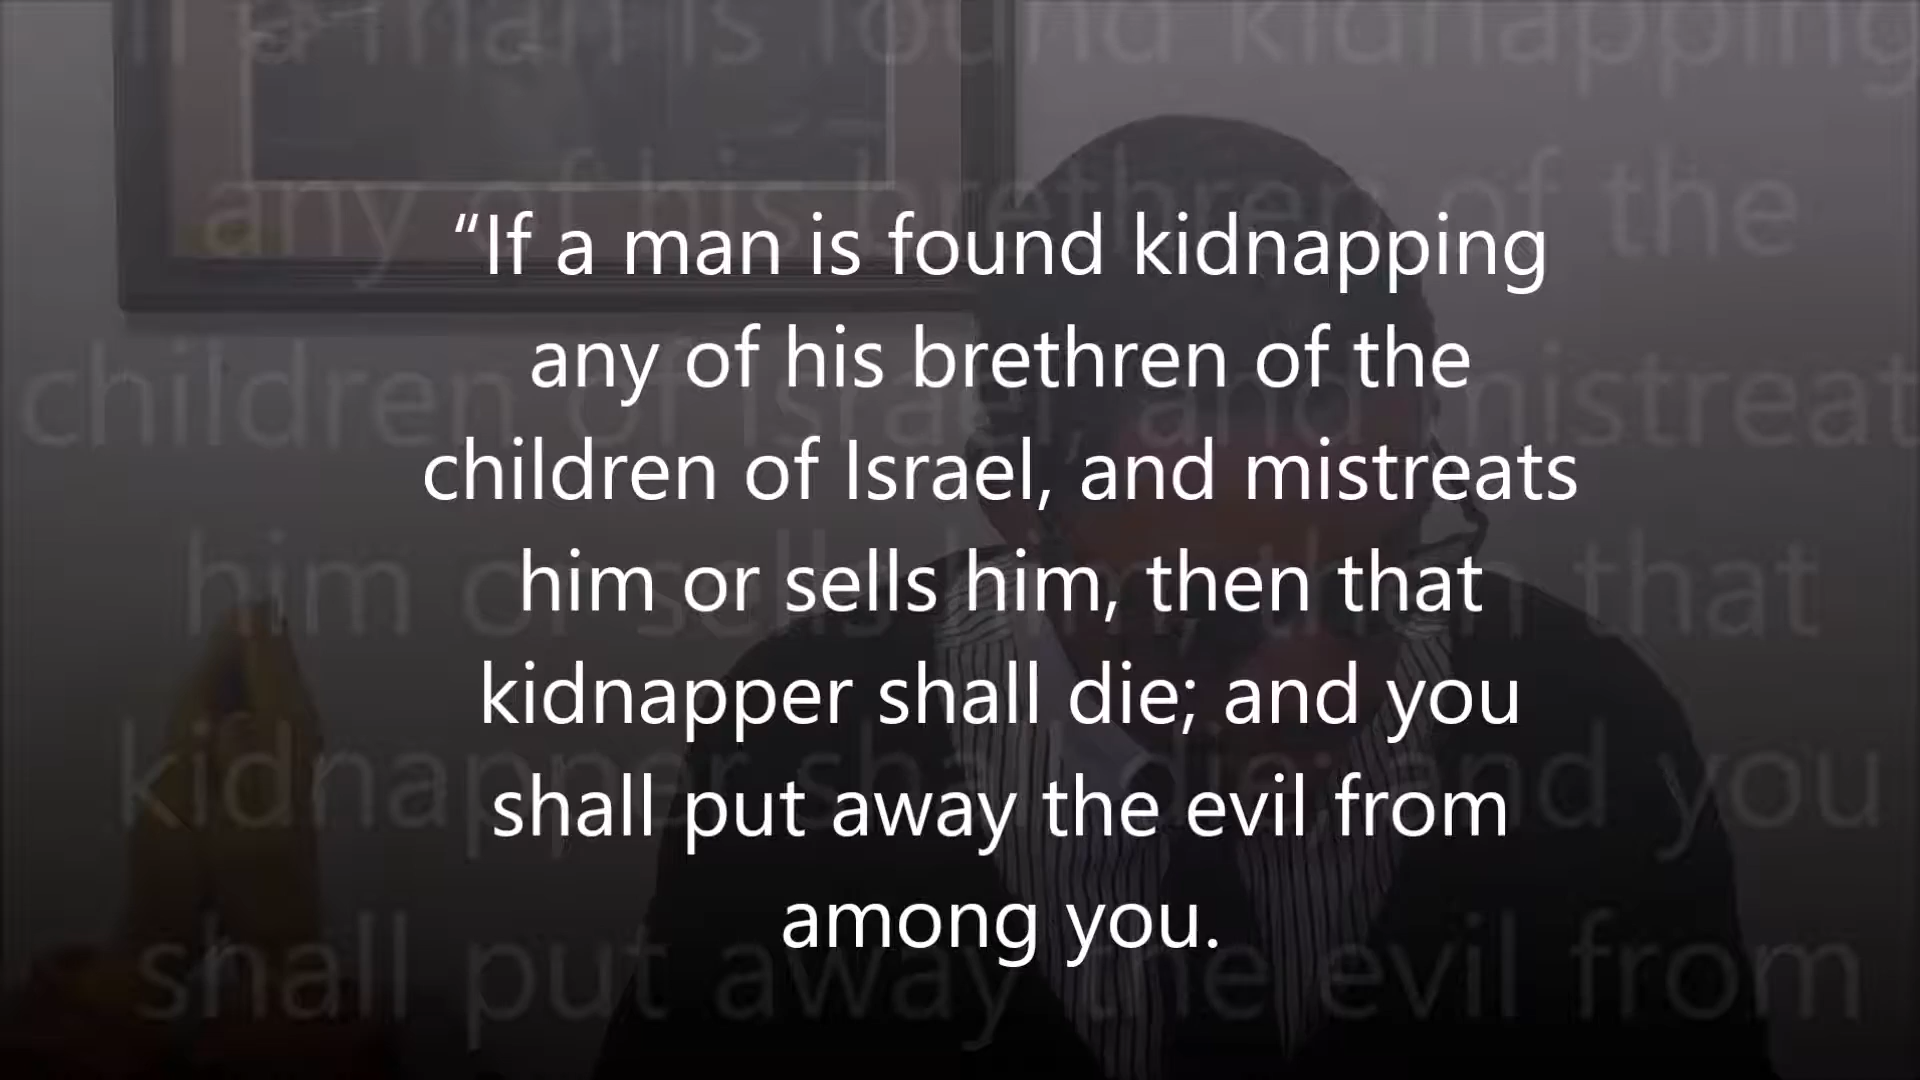 “If a man is found kidnapping
any of his brethren of the
children of Israel, and mistreats
him or sells him, then that
kidnapper shall die; and you
shall put away the evil from
among you.